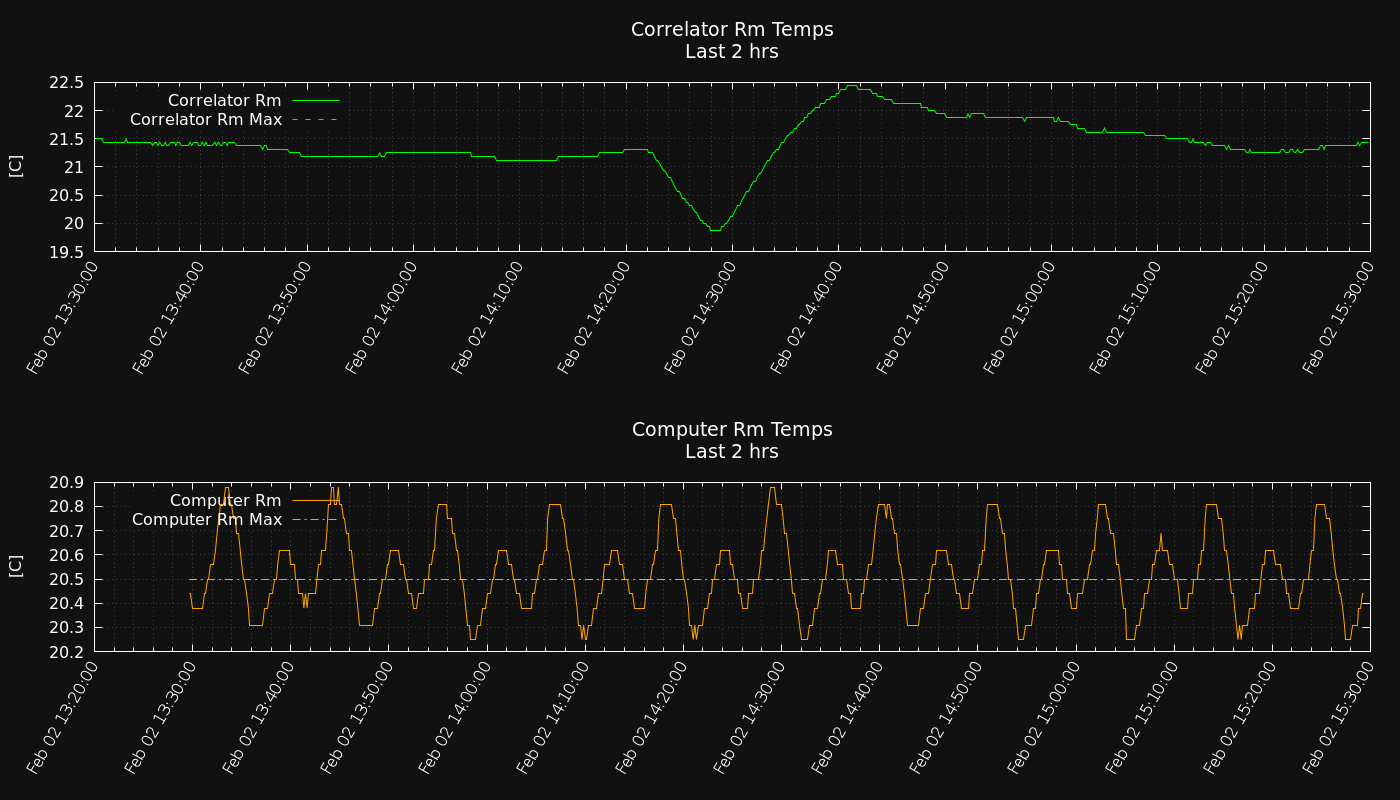 Correlator Rm Temps
Last 2 hrs
Correlator Rm
Correlator Rm Max
[C]
22.5
22
21.5
21
20.5
20
19.5
Feb 02 13:30:00
Feb 02 13:40:00
Feb 02 13:50:00
Feb 02 14:00:00
Feb 02 14:10:00
Feb 02 14:20:00
Feb 02 14:30:00
Feb 02 14:40:00
Feb 02 14:50:00
Feb 02 15:00:00
Feb 02 15:10:00
Feb 02 15:20:00
Feb 02 15:30:00
Computer Rm Temps
Last 2 hrs
Computer Rm
Computer Rm Max
[C]
20.9
20.8
20.7
20.6
20.5
20.4
20.3
20.2
Feb 02 13:20:00
Feb 02 13:30:00
Feb 02 13:40:00
Feb 02 13:50:00
Feb 02 14:00:00
Feb 02 14:10:00
Feb 02 14:20:00
Feb 02 14:30:00
Feb 02 14:40:00
Feb 02 14:50:00
Feb 02 15:00:00
Feb 02 15:10:00
Feb 02 15:20:00
Feb 02 15:30:00